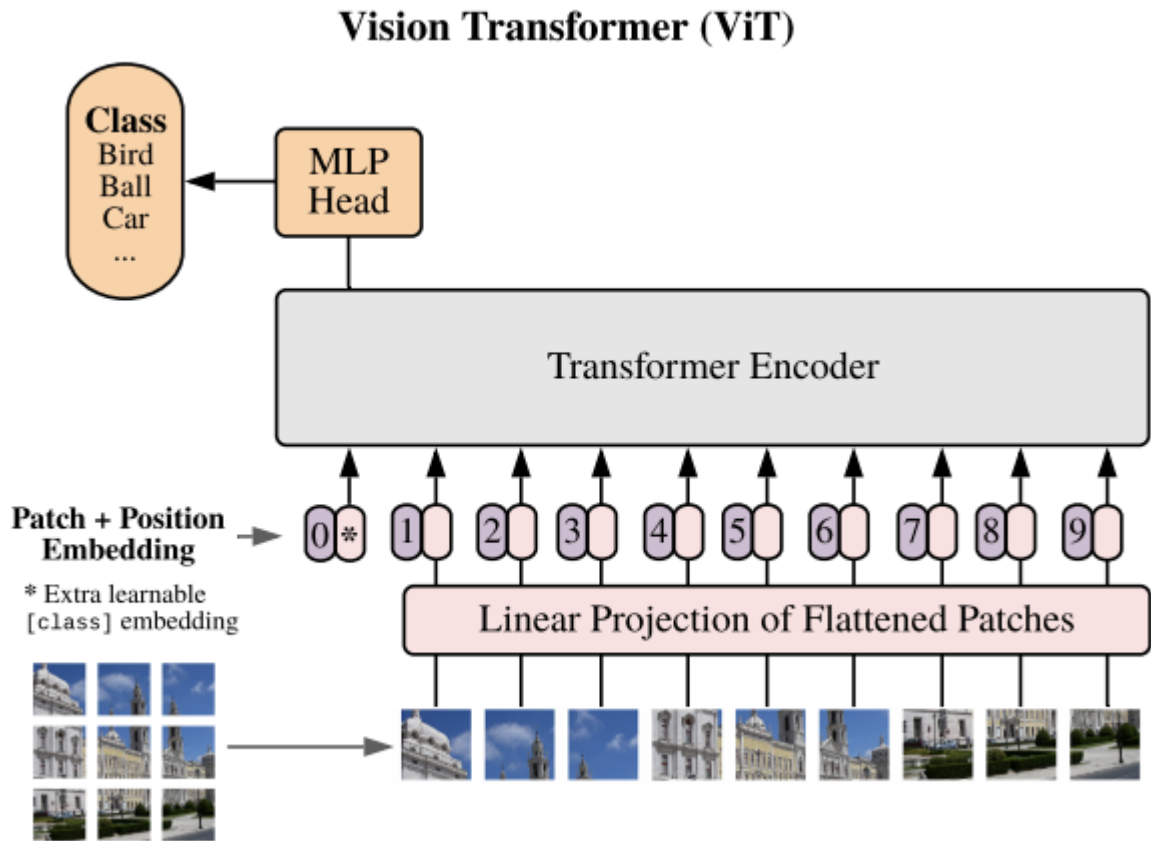 Vision Transformer (ViT)
Class
Bird
Ball
Car
...
MLP
Head
Transformer Encoder
Patch + Position
Embedding
* Extra learnable
[class] embedding
0 * 1 2 3 4 5 6 7 8 9
Linear Projection of Flattened Patches